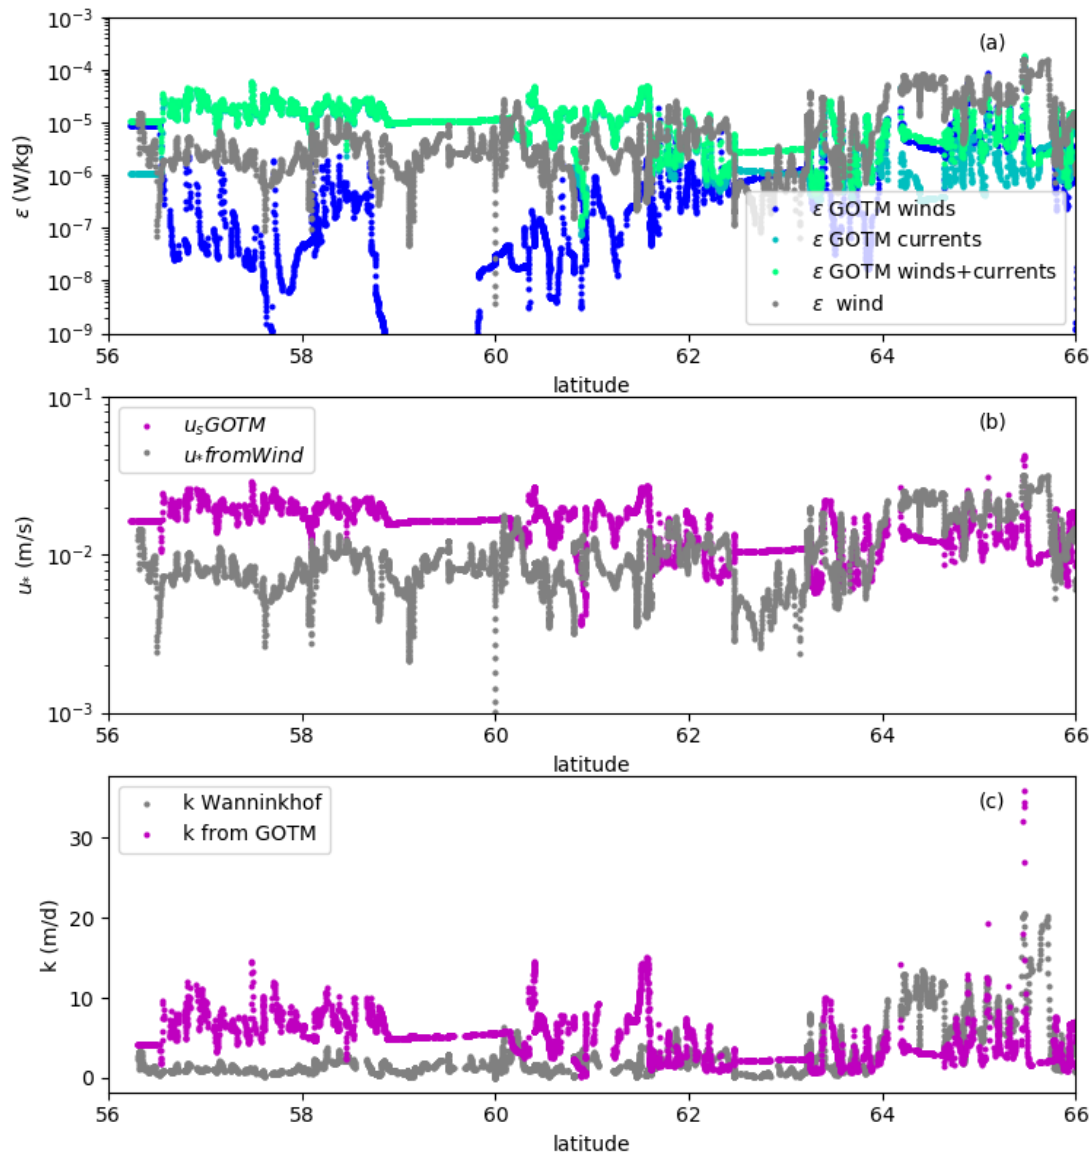 10⁻³
(a)
10⁻⁴
10⁻⁵
10⁻⁶
10⁻⁷
10⁻⁸
10⁻⁹
ε (W/kg)
ε GOTM winds
ε GOTM currents
ε GOTM winds+currents
ε wind
56 58 60 62 64 66
latitude
10⁻¹
(b)
10⁻²
10⁻³
u* (m/s)
uₛGOTM
u*fromWind
56 58 60 62 64 66
latitude
(c)
k Wanninkhof
k from GOTM
30
20
10
0
k (m/d)
56 58 60 62 64 66
latitude